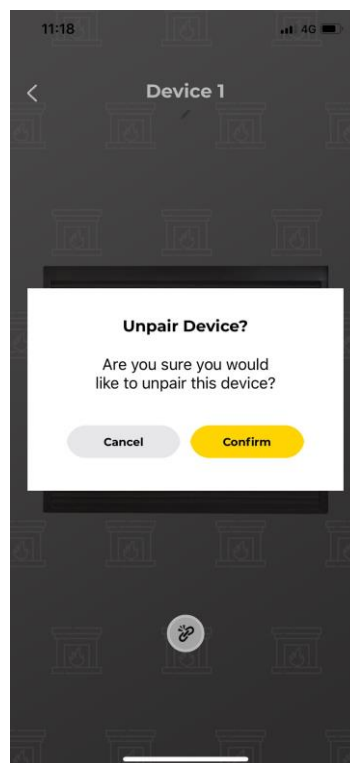 11:18
4G
Device 1
Unpair Device?
Are you sure you would
like to unpair this device?
Cancel
Confirm